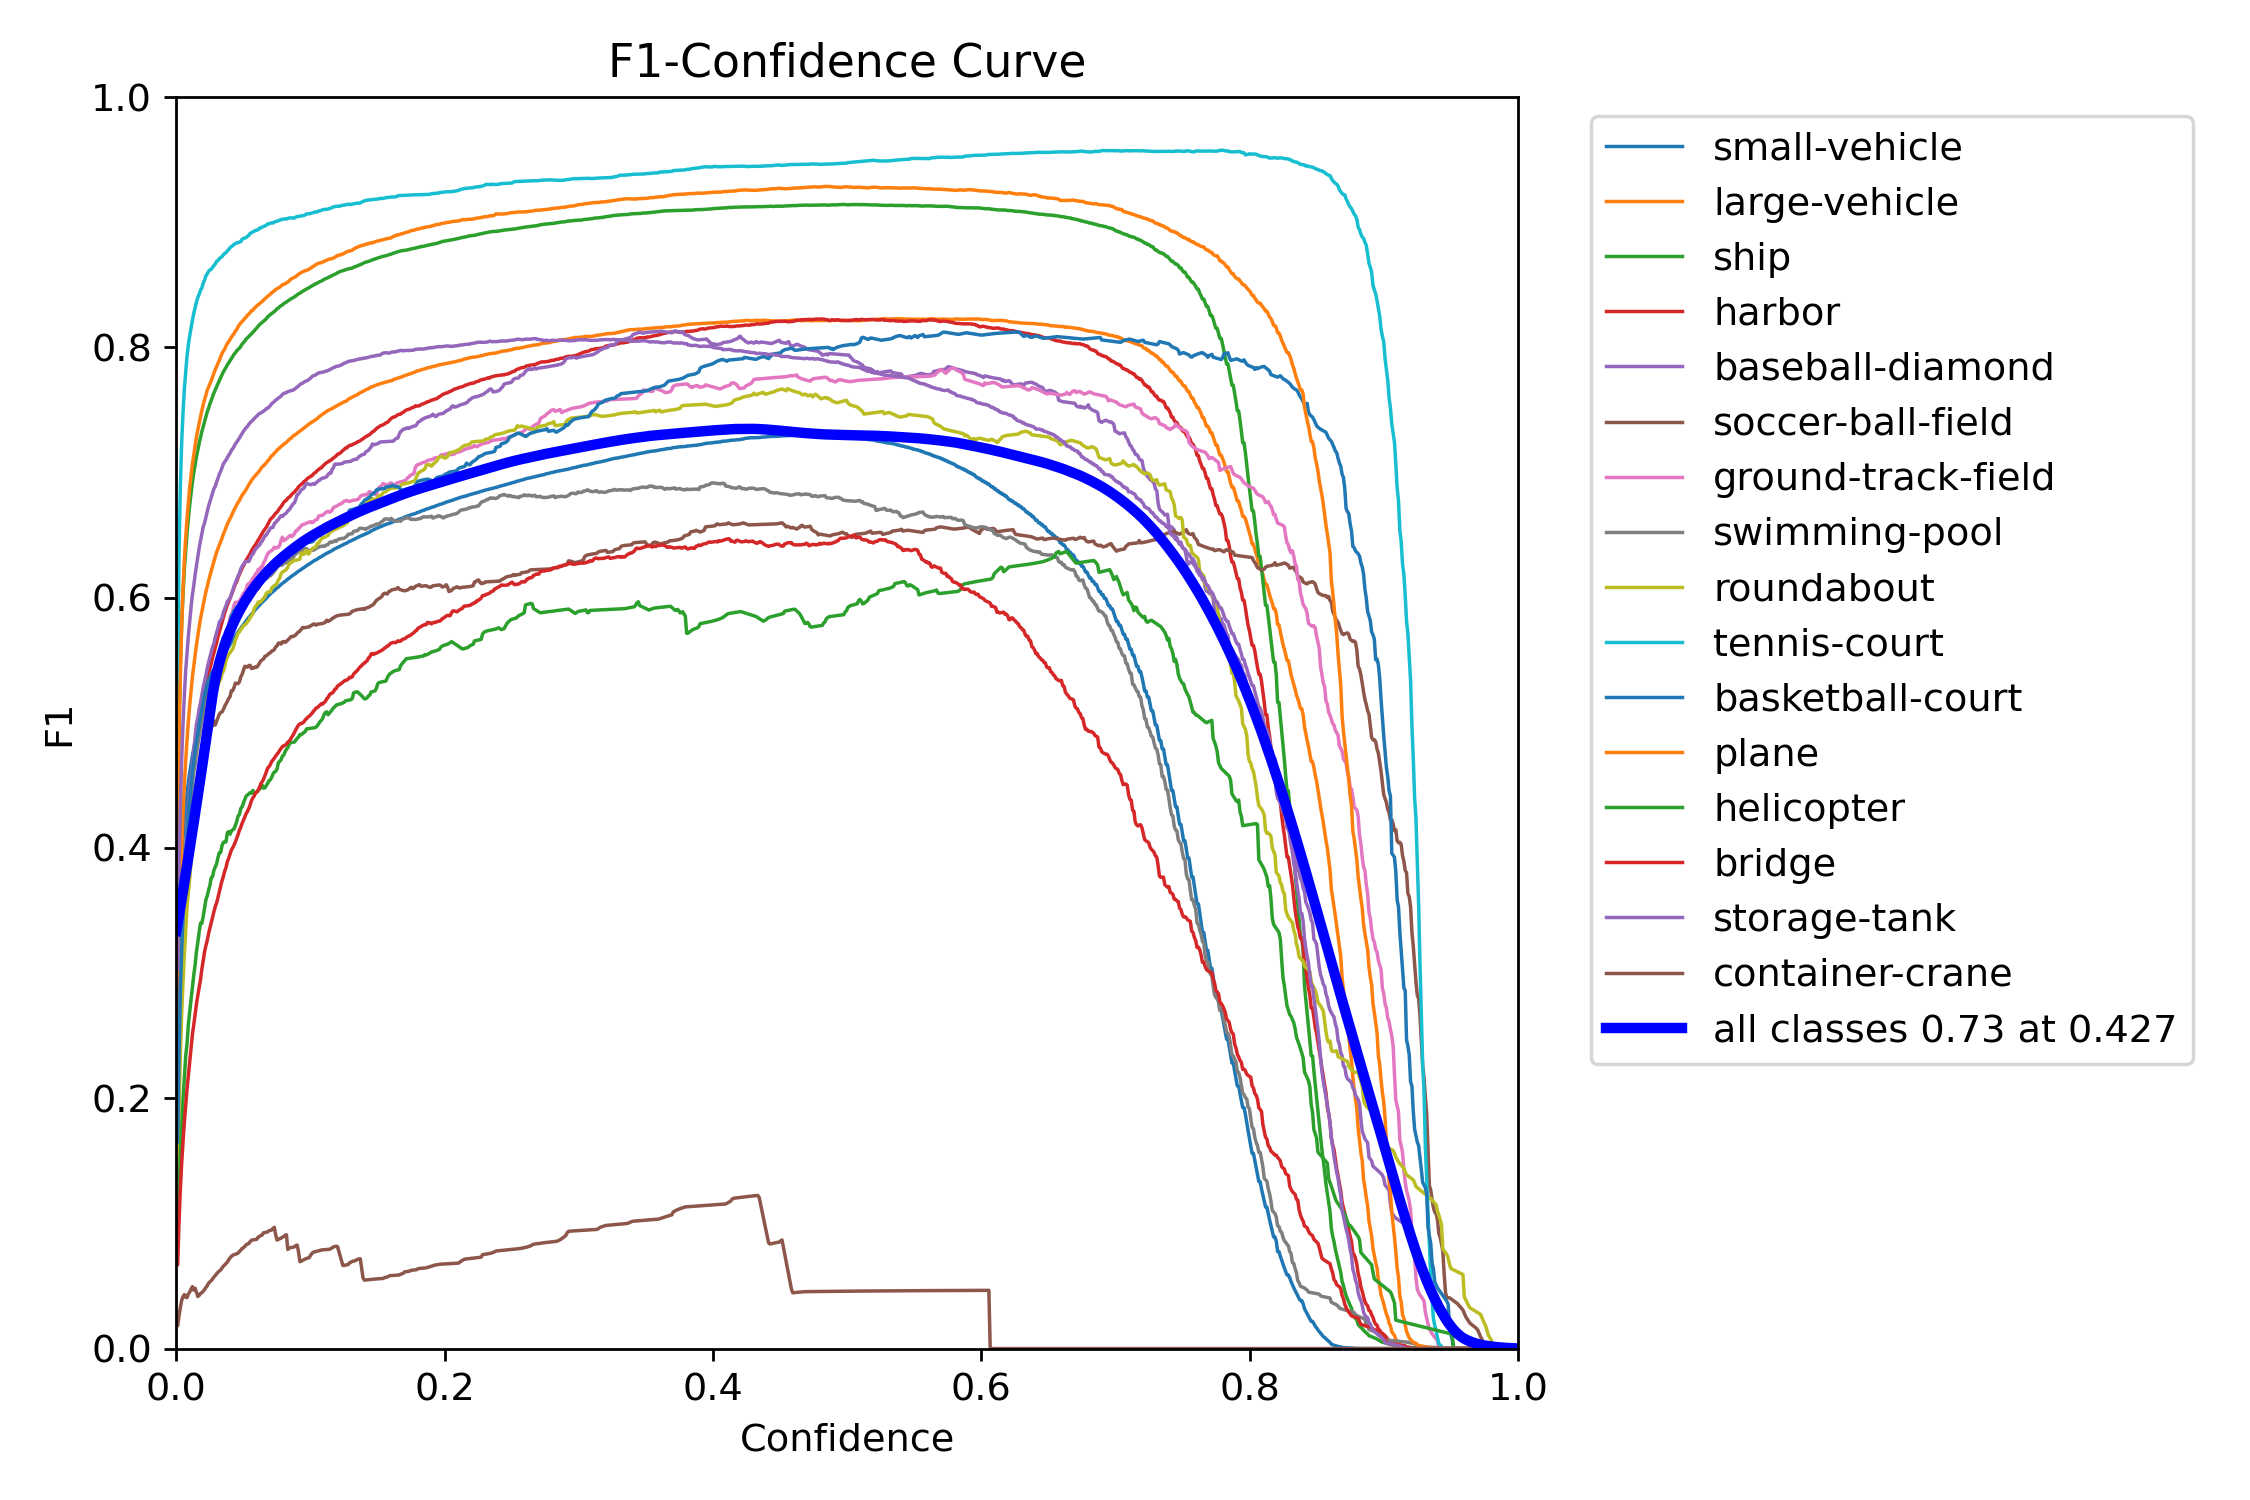 F1-Confidence Curve
1.0
0.8
0.6
0.4
0.2
0.0
F1
0.0 0.2 0.4 0.6 0.8 1.0
Confidence
small-vehicle
large-vehicle
ship
harbor
baseball-diamond
soccer-ball-field
ground-track-field
swimming-pool
roundabout
tennis-court
basketball-court
plane
helicopter
bridge
storage-tank
container-crane
all classes 0.73 at 0.427